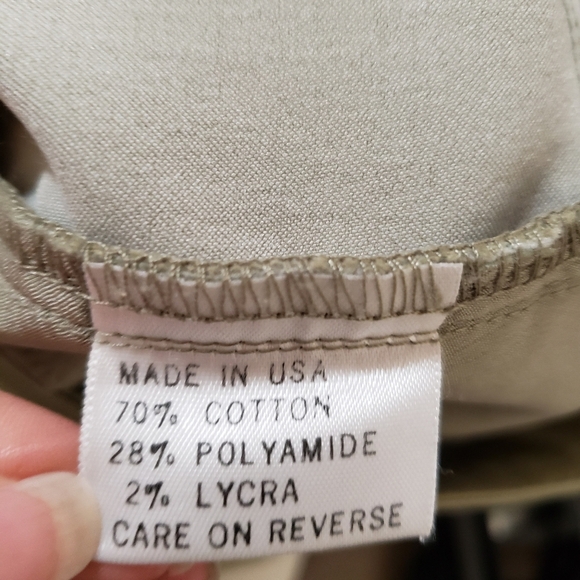 MADE IN USA
70% COTTON
28% POLYAMIDE
2% LYCRA
CARE ON REVERSE